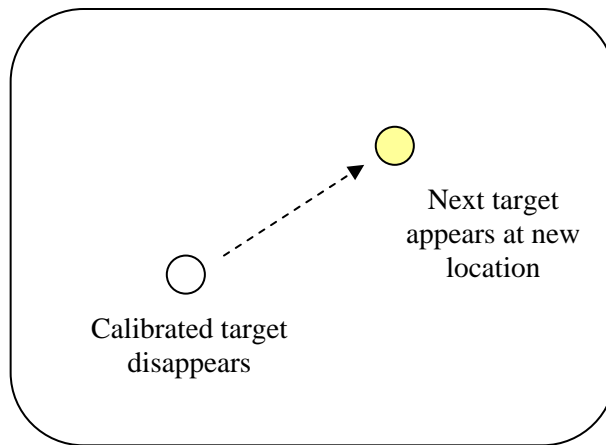 Next target
appears at new
location
Calibrated target
disappears